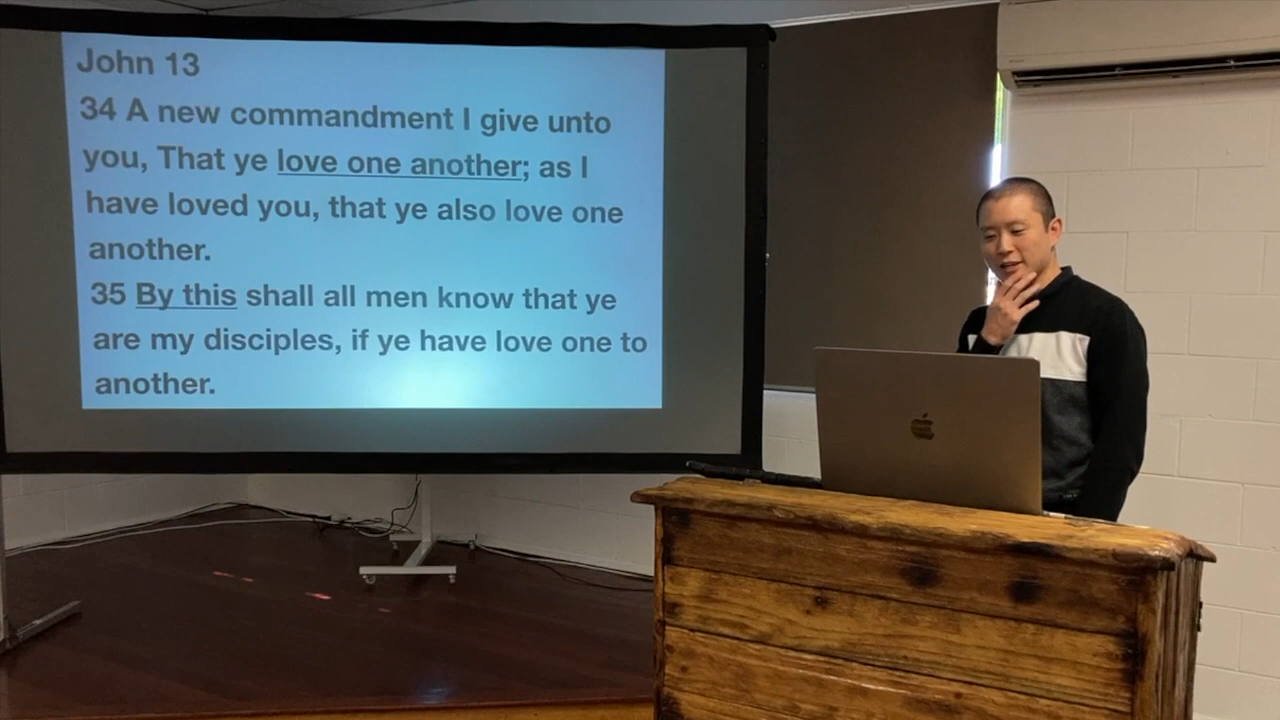 John 13
34 A new commandment I give unto
you, That ye love one another; as I
have loved you, that ye also love one
another.
35 By this shall all men know that ye
are my disciples, if ye have love one to
another.